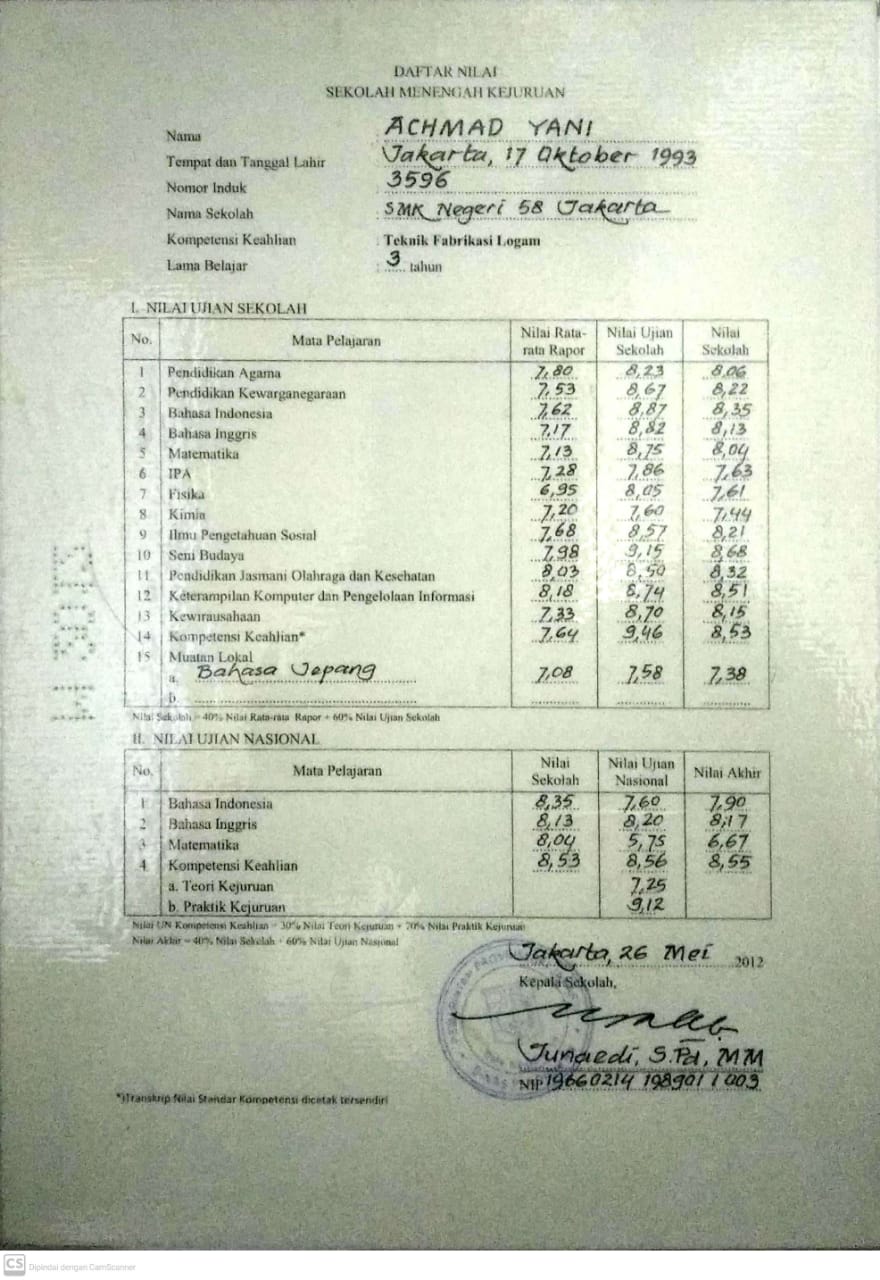 DAFTAR NILAI
SEKOLAH MENENGAH KEJURUAN
Nama : ACHMAD YANI
Tempat dan Tanggal Lahir : Jakarta, 17 Oktober 1993
Nomor Induk : 3596
Nama Sekolah : SMK Negeri 58 Jakarta
Kompetensi Keahlian : Teknik Fabrikasi Logam
Lama Belajar : 3 tahun
I. NILAI UJIAN SEKOLAH
No. Mata Pelajaran Nilai Rata-rata Rapor Nilai Ujian Sekolah Nilai Sekolah
1 Pendidikan Agama 7,80 8,23 8,06
2 Pendidikan Kewarganegaraan 7,53 8,67 8,22
3 Bahasa Indonesia 7,62 8,87 8,35
4 Bahasa Inggris 7,17 8,82 8,13
5 Matematika 7,13 8,75 8,04
6 IPA 7,28 7,86 7,63
7 Fisika 6,95 8,05 7,61
8 Kimia 7,20 7,60 7,44
9 Ilmu Pengetahuan Sosial 7,68 8,57 8,21
10 Seni Budaya 7,98 9,15 8,68
11 Pendidikan Jasmani Olahraga dan Kesehatan 8,03 8,50 8,32
12 Keterampilan Komputer dan Pengelolaan Informasi 8,18 8,74 8,51
13 Kewirausahaan 7,33 8,70 8,15
14 Kompetensi Keahlian* 7,64 9,46 8,53
15 Muatan Lokal
a. Bahasa Jepang 7,08 7,58 7,38
b.
Nilai Sekolah = 40% Nilai Rata-rata Rapor + 60% Nilai Ujian Sekolah
II. NILAI UJIAN NASIONAL
No. Mata Pelajaran Nilai Sekolah Nilai Ujian Nasional Nilai Akhir
1 Bahasa Indonesia 8,35 7,60 7,90
2 Bahasa Inggris 8,13 8,20 8,17
3 Matematika 8,04 5,75 6,67
4 Kompetensi Keahlian 8,53 8,56 8,55
a. Teori Kejuruan 7,25
b. Praktik Kejuruan 9,12
Nilai UN Kompetensi Keahlian = 30% Nilai Teori Kejuruan + 70% Nilai Praktik Kejuruan
Nilai Akhir = 40% Nilai Sekolah + 60% Nilai Ujian Nasional
Jakarta, 26 Mei 2012
Kepala Sekolah,
Junaedi, S.Pd, MM
NIP 19660214 198901 1 003
*)Transkrip Nilai Standar Kompetensi dicetak tersendiri
CS Dipindai dengan CamScanner